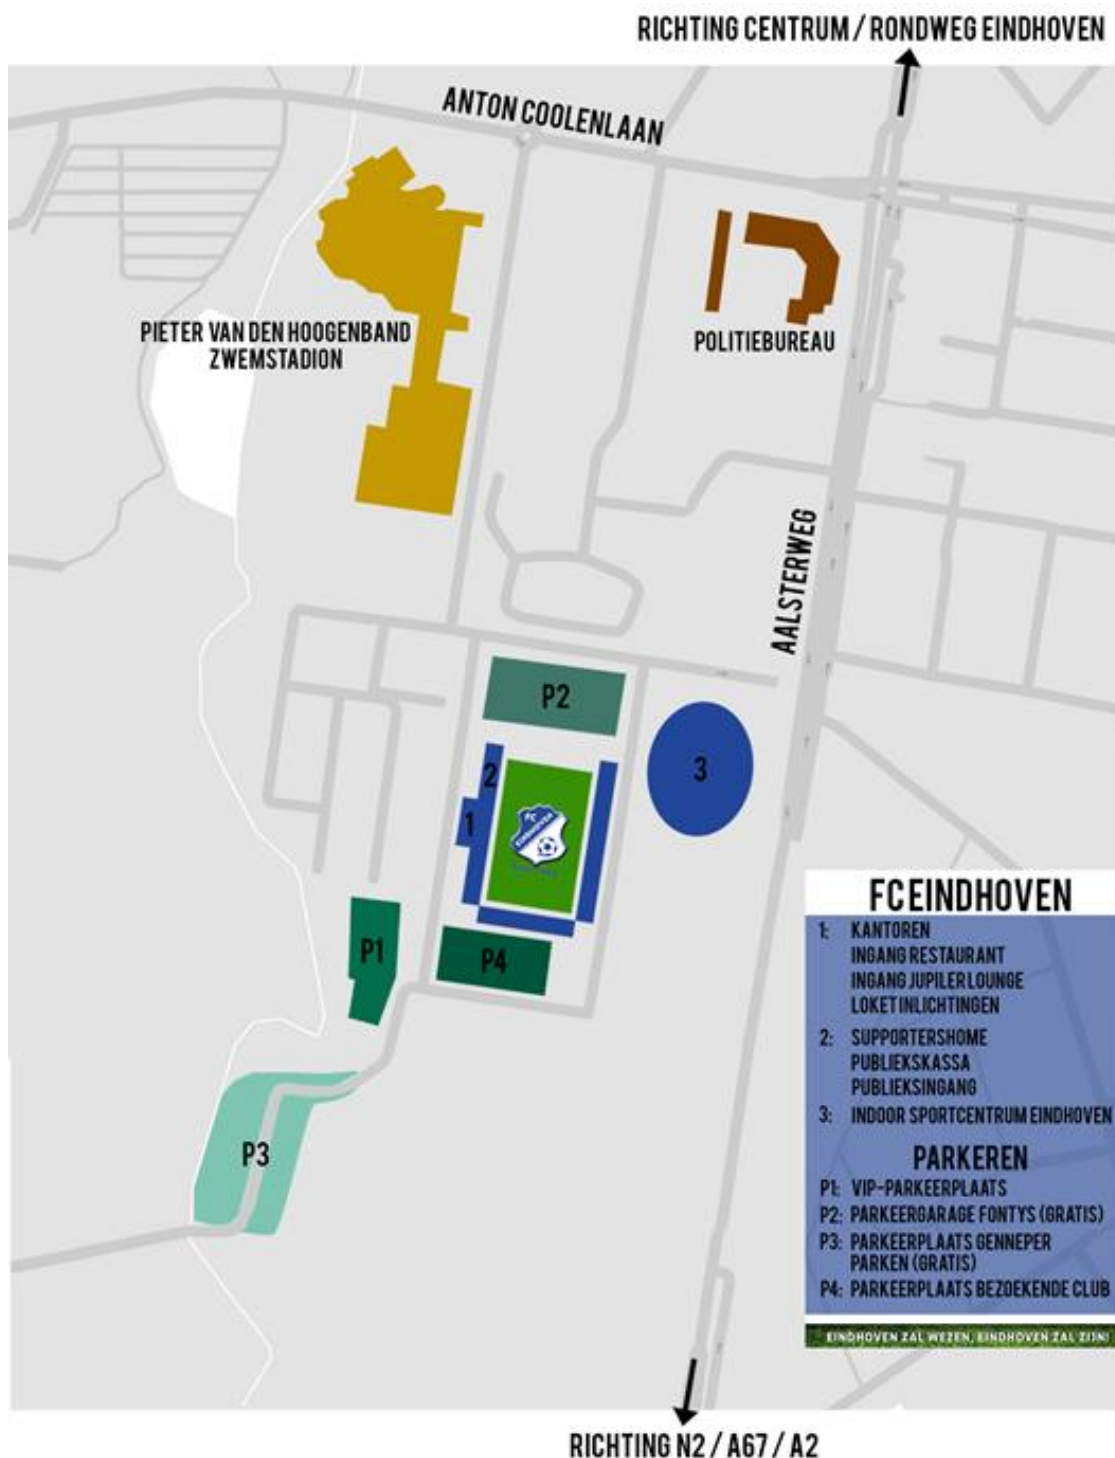 RICHTING CENTRUM / RONDWEG EINDHOVEN
ANTON COOLENLAAN
PIETER VAN DEN HOOGENBAND
ZWEMSTADION
POLITIEBUREAU
AALSTERWEG
P2
2
3
1
FC
EINDHOVEN
P1
P4
P3
FC EINDHOVEN
1: KANTOREN
INGANG RESTAURANT
INGANG JUPILER LOUNGE
LOKET INLICHTINGEN
2: SUPPORTERSHOME
PUBLIEKSKASSA
PUBLIEKSINGANG
3: INDOOR SPORTCENTRUM EINDHOVEN
PARKEREN
P1: VIP-PARKEERPLAATS
P2: PARKEERGARAGE FONTYS (GRATIS)
P3: PARKEERPLAATS GENNEPER
PARKEN (GRATIS)
P4: PARKEERPLAATS BEZOEKENDE CLUB
EINDHOVEN ZAL WEZEN, EINDHOVEN ZAL ZIJN!
RICHTING N2 / A67 / A2